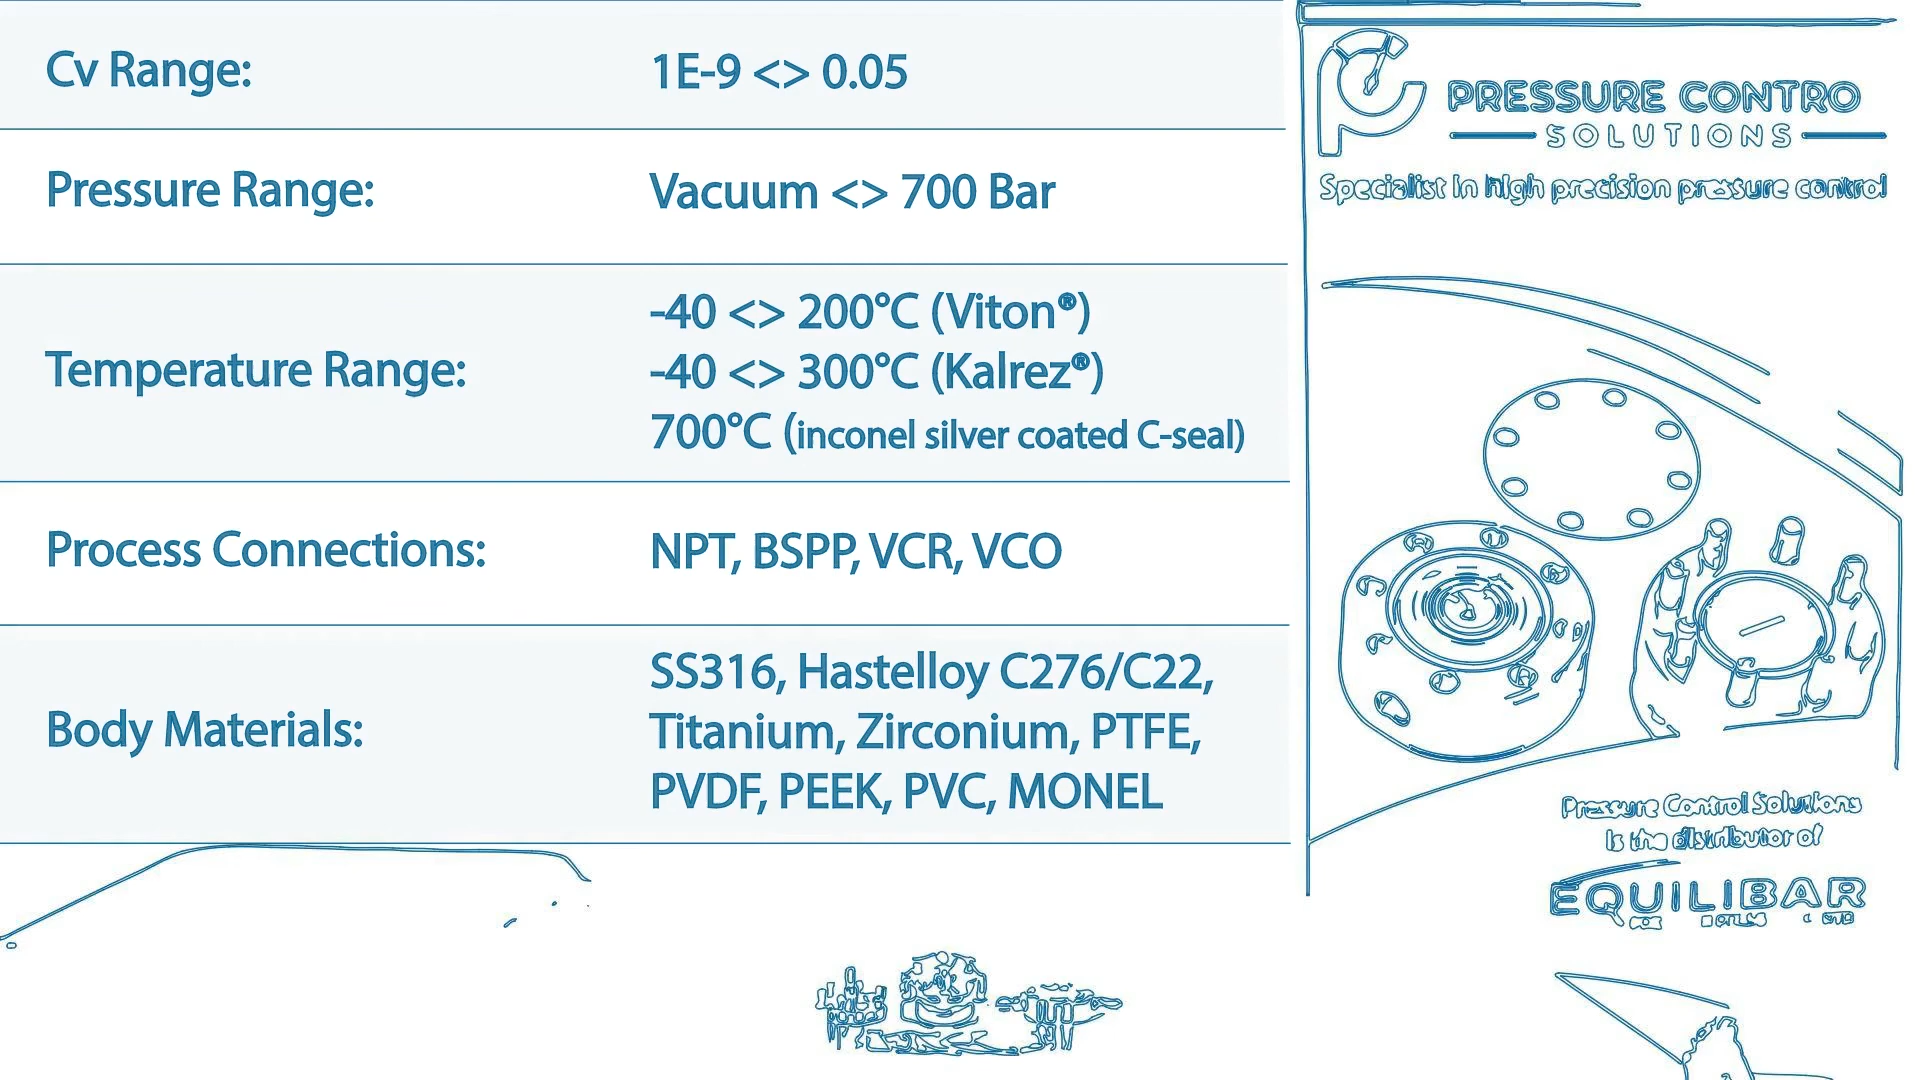 Cv Range:
1E-9 <> 0.05
Pressure Range:
Vacuum <> 700 Bar
Temperature Range:
-40 <> 200°C (Viton®)
-40 <> 300°C (Kalrez®)
700°C (inconel silver coated C-seal)
Process Connections:
NPT, BSPP, VCR, VCO
Body Materials:
SS316, Hastelloy C276/C22,
Titanium, Zirconium, PTFE,
PVDF, PEEK, PVC, MONEL
PRESSURE CONTRO
SOLUTIONS
Specialist in high precision pressure control
Pressure Control Solutions
is the distributor of
EQUILIBAR